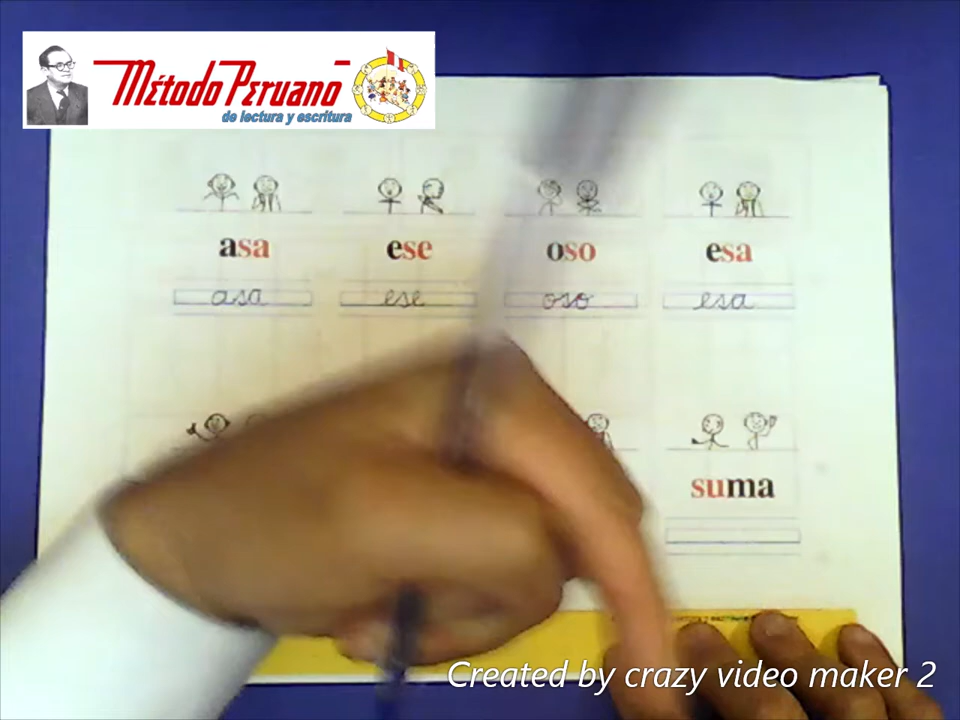 Método Peruano
de lectura y escritura
asa ese oso esa
asa ese oso esa
suma
Created by crazy video maker 2